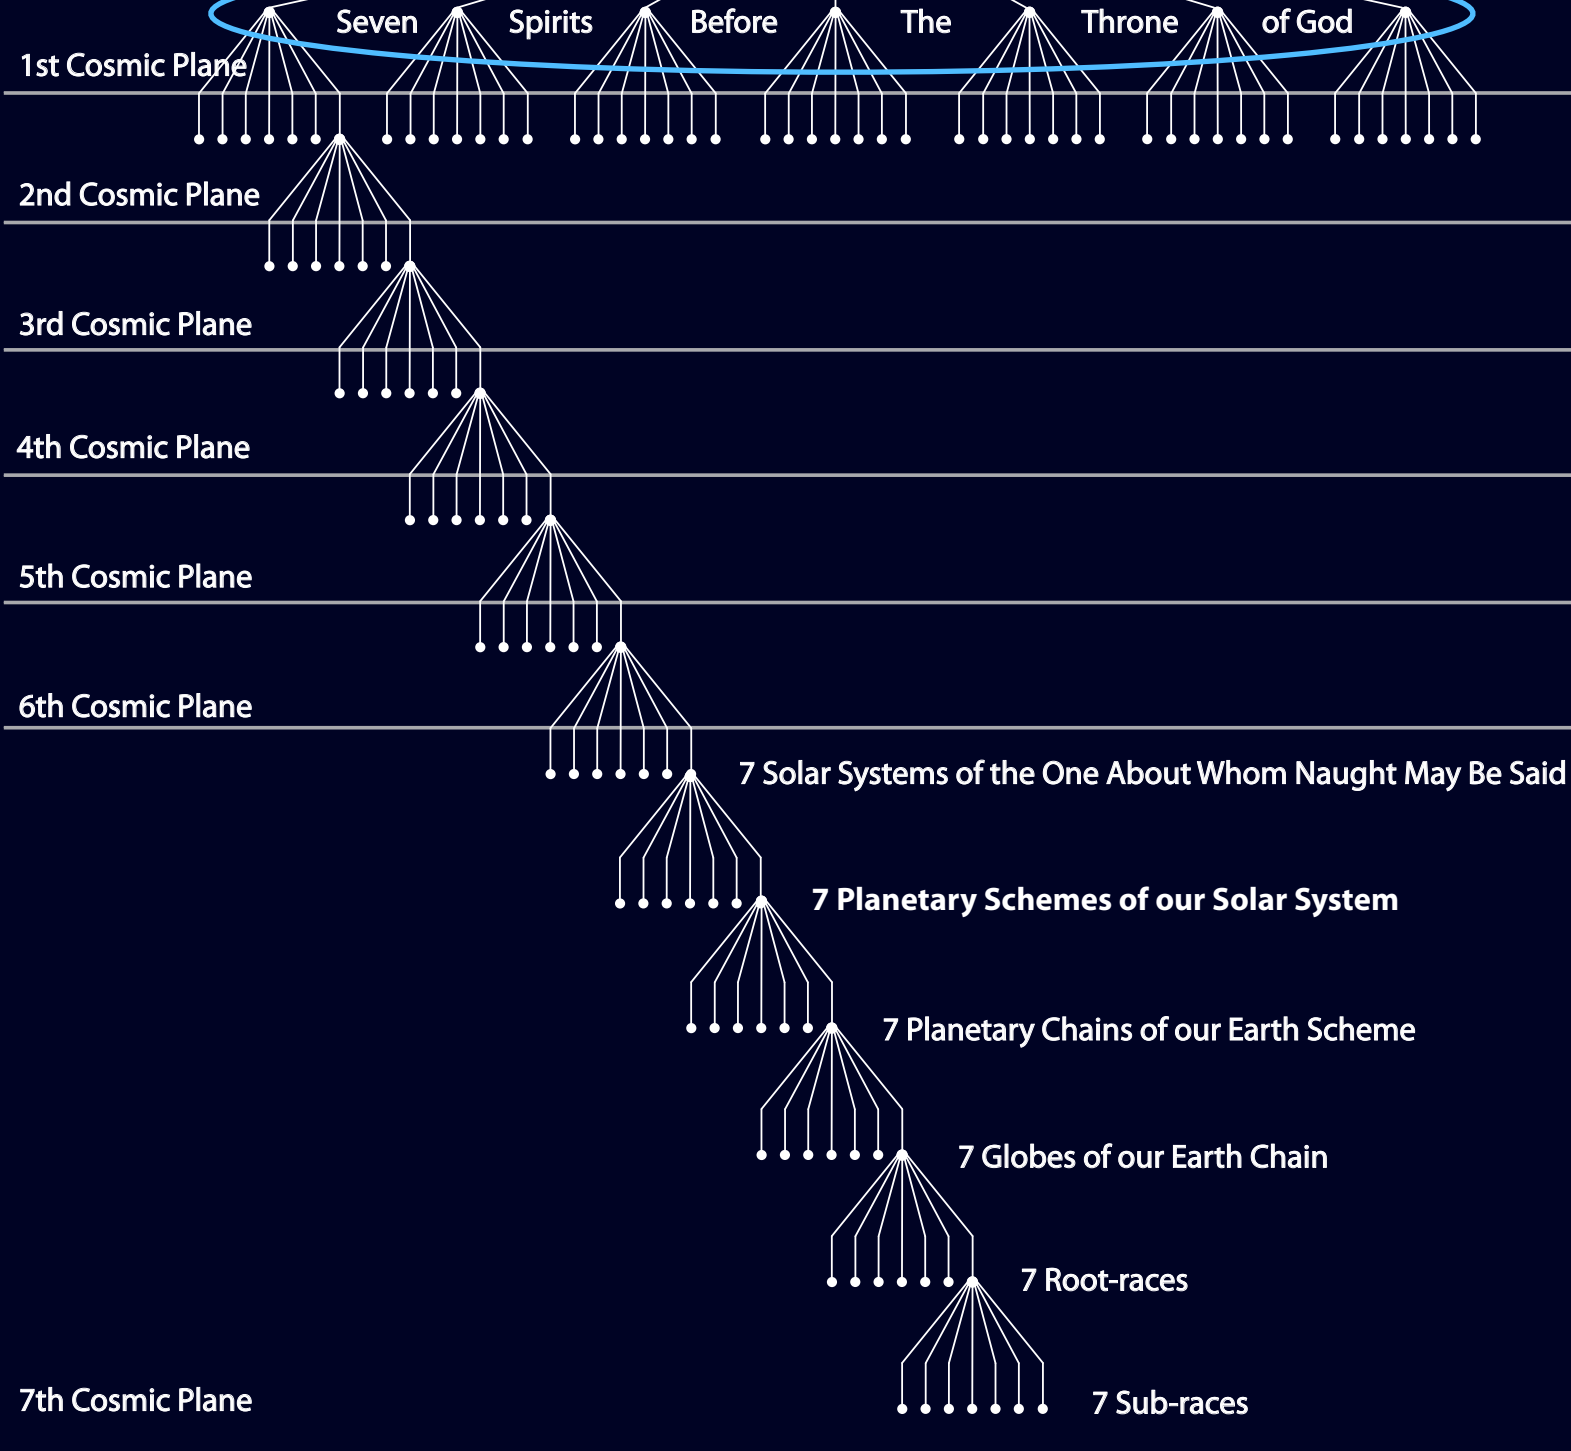 Seven Spirits Before The Throne of God
1st Cosmic Plane
2nd Cosmic Plane
3rd Cosmic Plane
4th Cosmic Plane
5th Cosmic Plane
6th Cosmic Plane
7 Solar Systems of the One About Whom Naught May Be Said
7 Planetary Schemes of our Solar System
7 Planetary Chains of our Earth Scheme
7 Globes of our Earth Chain
7 Root-races
7th Cosmic Plane
7 Sub-races